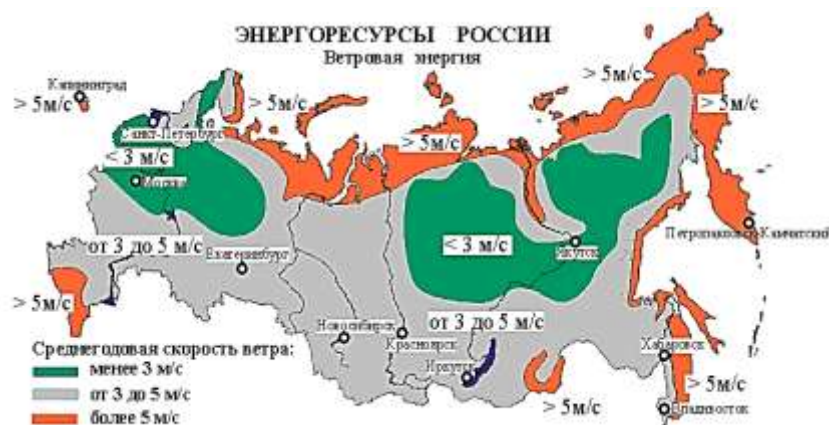 ЭНЕРГОРЕСУРСЫ РОССИИ
Ветровая энергия
Калининград
> 5м/с
> 5м/с
> 5м/с
> 5м/с
> 5м/с
Санкт-Петербург
< 3 м/с
Москва
< 3 м/с
Якутск
Петропавловск-Камчатский
от 3 до 5 м/с
Екатеринбург
> 5м/с
Новосибирск
от 3 до 5 м/с
Красноярск
Хабаровск
Иркутск
> 5м/с
> 5м/с
Владивосток
Среднегодовая скорость ветра:
менее 3 м/с
от 3 до 5 м/с
более 5 м/с